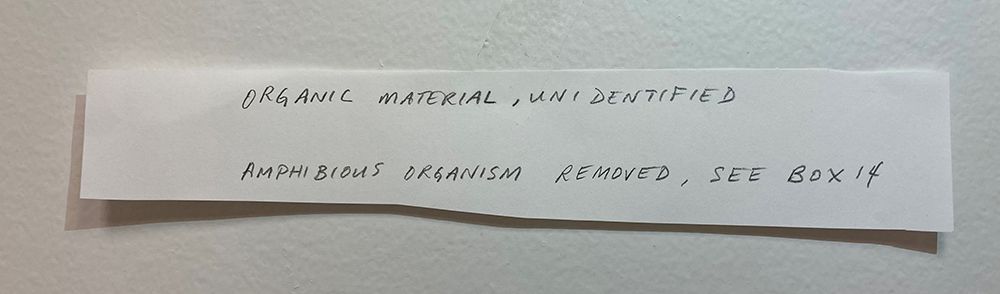 ORGANIC MATERIAL, UNIDENTIFIED
AMPHIBIOUS ORGANISM REMOVED, SEE BOX 14